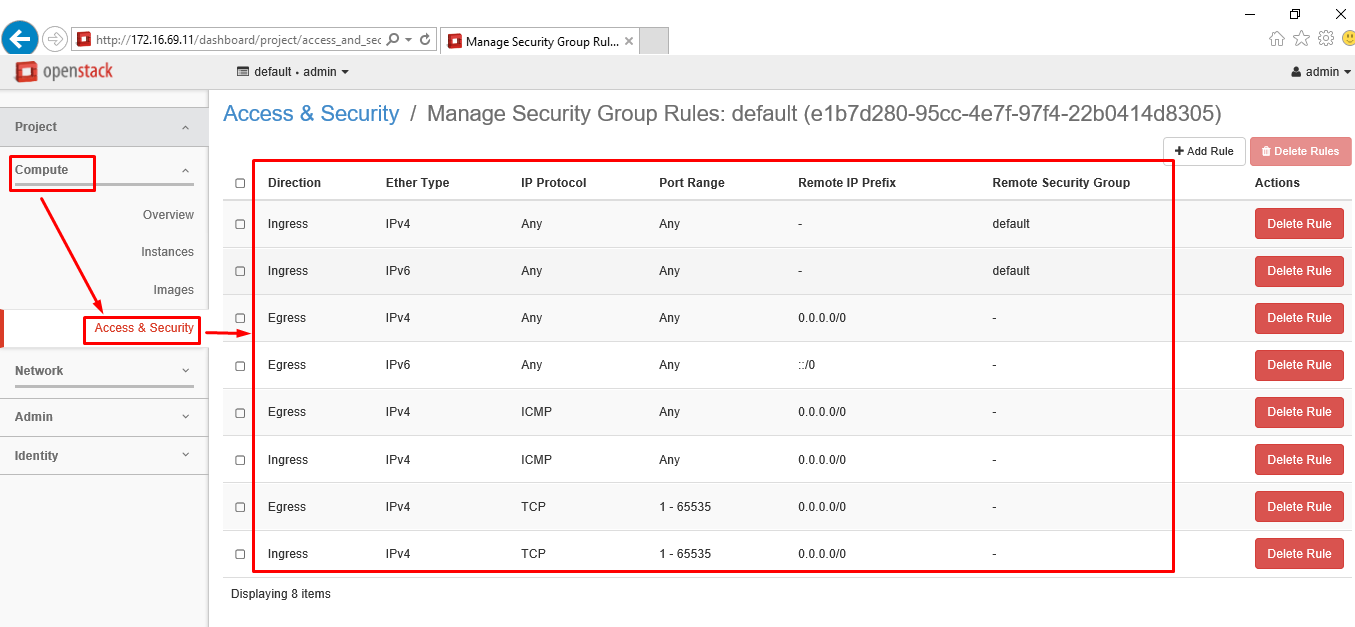 http://172.16.69.11/dashboard/project/access_and_sec
Manage Security Group Rul...
openstack
default • admin
admin
Project
Compute
Overview
Instances
Images
Access & Security
Network
Admin
Identity
Access & Security / Manage Security Group Rules: default (e1b7d280-95cc-4e7f-97f4-22b0414d8305)
+ Add Rule
Delete Rules
Direction Ether Type IP Protocol Port Range Remote IP Prefix Remote Security Group Actions
Ingress IPv4 Any Any - default Delete Rule
Ingress IPv6 Any Any - default Delete Rule
Egress IPv4 Any Any 0.0.0.0/0 - Delete Rule
Egress IPv6 Any Any ::/0 - Delete Rule
Egress IPv4 ICMP Any 0.0.0.0/0 - Delete Rule
Ingress IPv4 ICMP Any 0.0.0.0/0 - Delete Rule
Egress IPv4 TCP 1 - 65535 0.0.0.0/0 - Delete Rule
Ingress IPv4 TCP 1 - 65535 0.0.0.0/0 - Delete Rule
Displaying 8 items